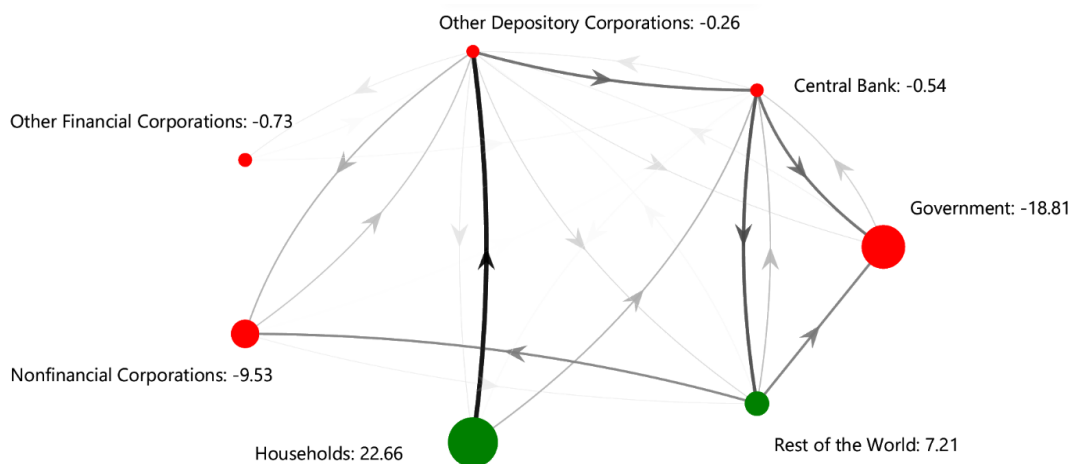 Other Depository Corporations: -0.26
Central Bank: -0.54
Other Financial Corporations: -0.73
Government: -18.81
Nonfinancial Corporations: -9.53
Rest of the World: 7.21
Households: 22.66